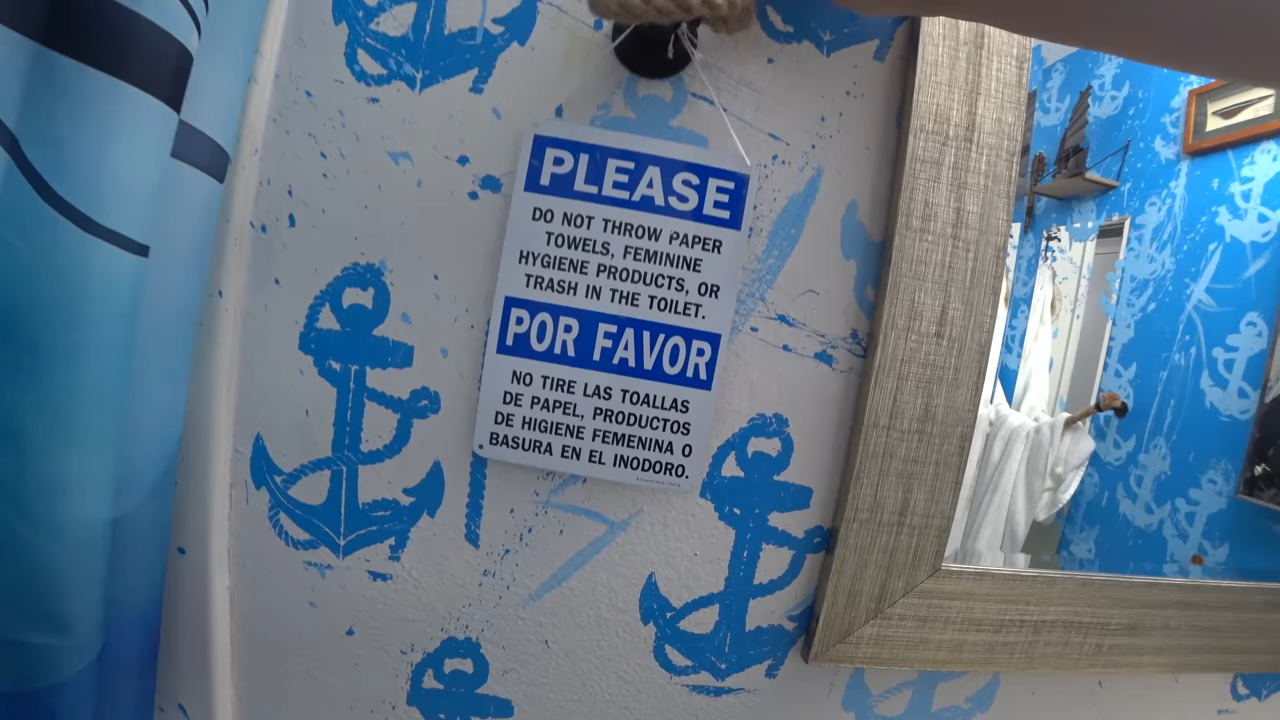 PLEASE
DO NOT THROW PAPER
TOWELS, FEMININE
HYGIENE PRODUCTS, OR
TRASH IN THE TOILET.
POR FAVOR
NO TIRE LAS TOALLAS
DE PAPEL, PRODUCTOS
DE HIGIENE FEMENINA O
BASURA EN EL INODORO.